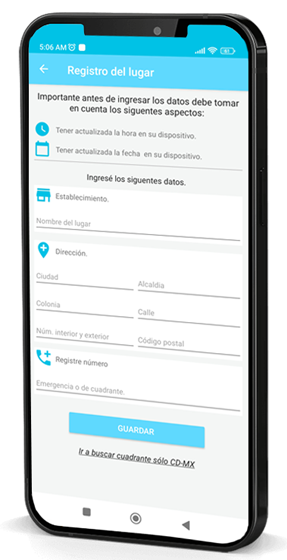 5:06 AM
Registro del lugar
Importante antes de ingresar los datos debe tomar
en cuenta los siguentes aspectos:
Tener actualizada la hora en su dispositivo.
Tener actualizada la fecha en su dispositivo.
Ingresé los siguentes datos.
Establecimiento.
Nombre del lugar
Dirección.
Ciudad
Alcaldía
Colonia
Calle
Núm. interior y exterior
Código postal
Registre número
Emergencia o de cuadrante.
GUARDAR
Ir a buscar cuadrante sólo CD-MX